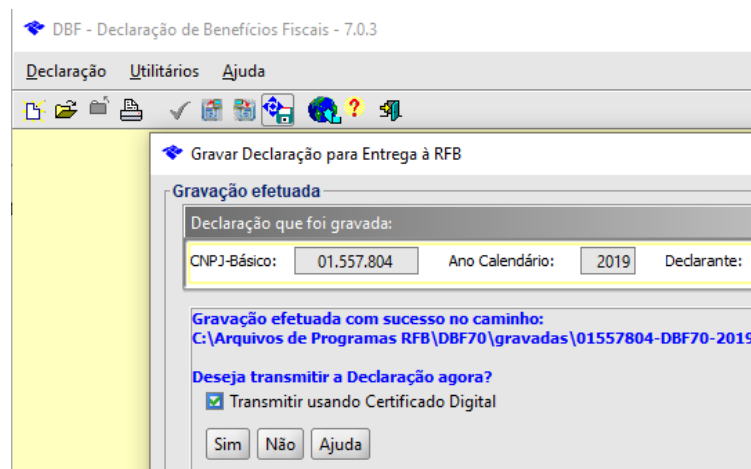 DBF - Declaração de Benefícios Fiscais - 7.0.3
Declaração Utilitários Ajuda
Gravar Declaração para Entrega à RFB
Gravação efetuada
Declaração que foi gravada:
CNPJ-Básico: 01.557.804 Ano Calendário: 2019 Declarante:
Gravação efetuada com sucesso no caminho:
C:\Arquivos de Programas RFB\DBF70\gravadas\01557804-DBF70-2019
Deseja transmitir a Declaração agora?
Transmitir usando Certificado Digital
Sim Não Ajuda